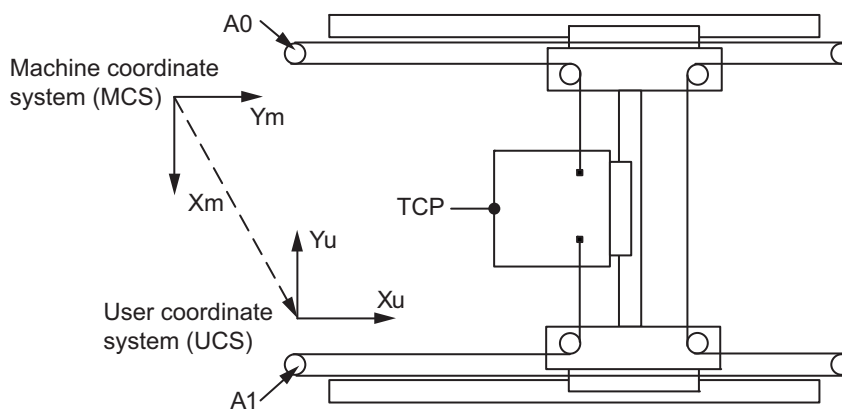 A0
Machine coordinate
system (MCS)
Ym
Xm
TCP
Yu
Xu
User coordinate
system (UCS)
A1